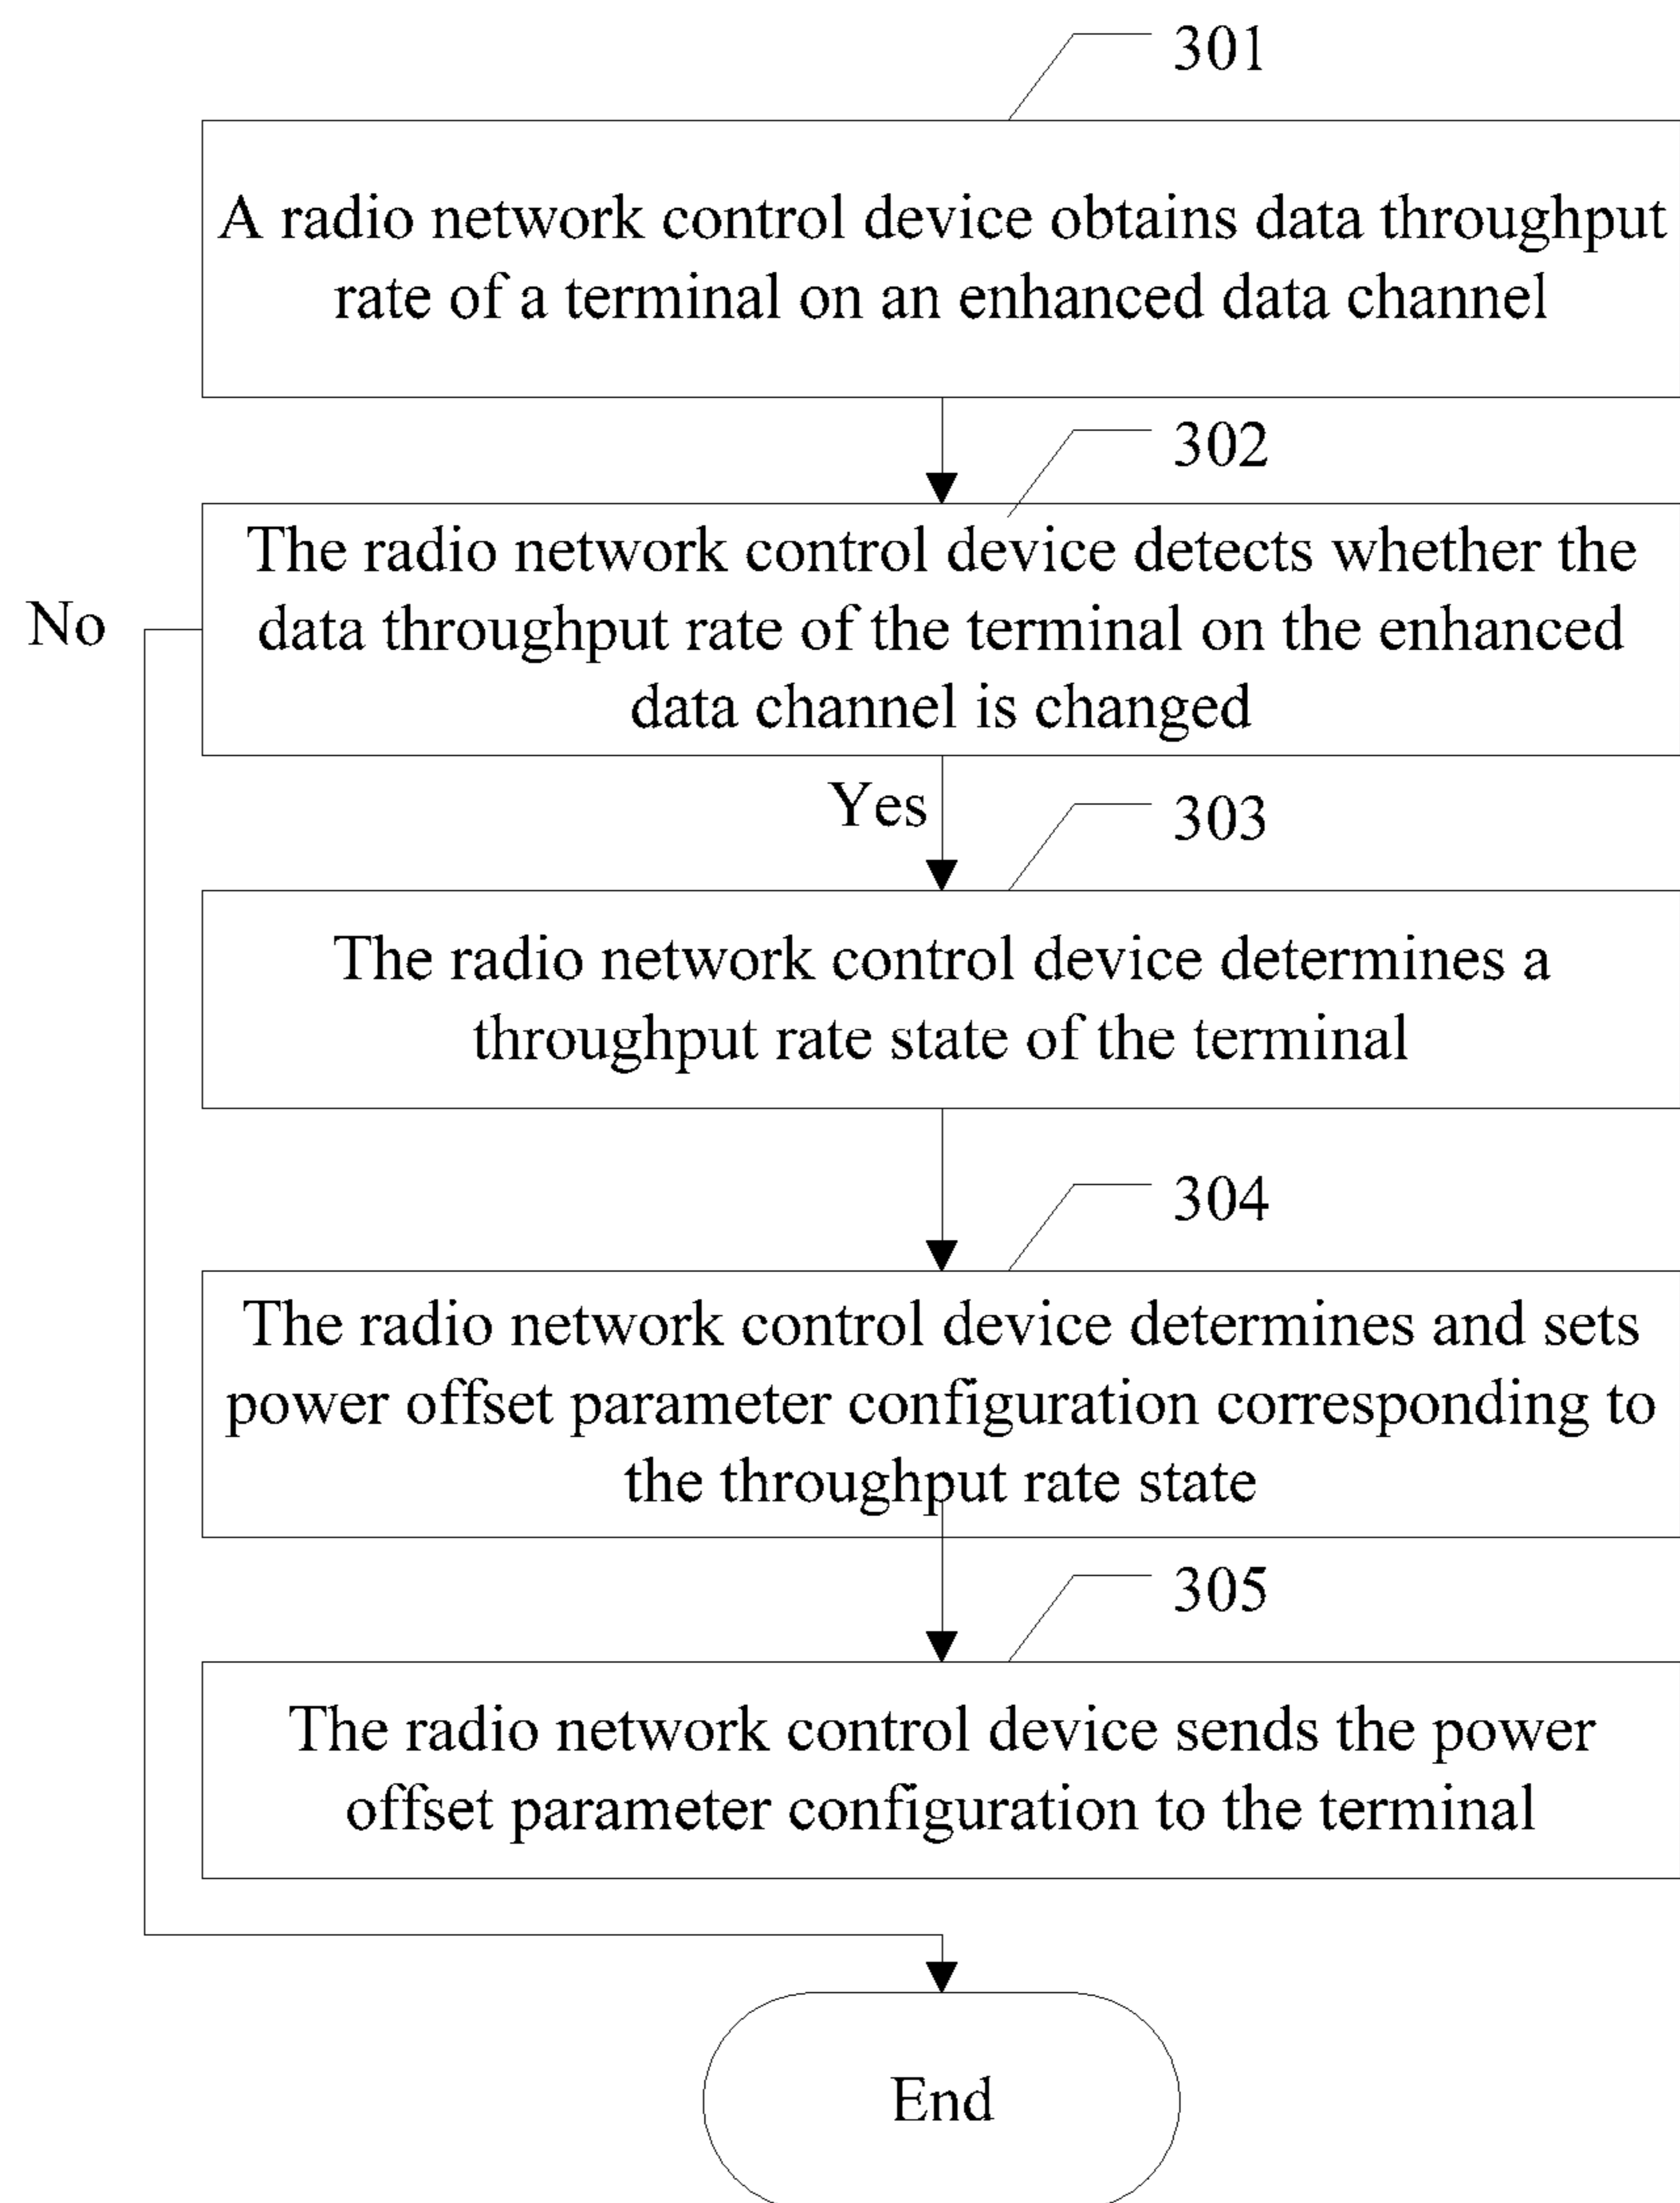 301
A radio network control device obtains data throughput
rate of a terminal on an enhanced data channel
302
The radio network control device detects whether the
data throughput rate of the terminal on the enhanced
data channel is changed
No
Yes
303
The radio network control device determines a
throughput rate state of the terminal
304
The radio network control device determines and sets
power offset parameter configuration corresponding to
the throughput rate state
305
The radio network control device sends the power
offset parameter configuration to the terminal
End